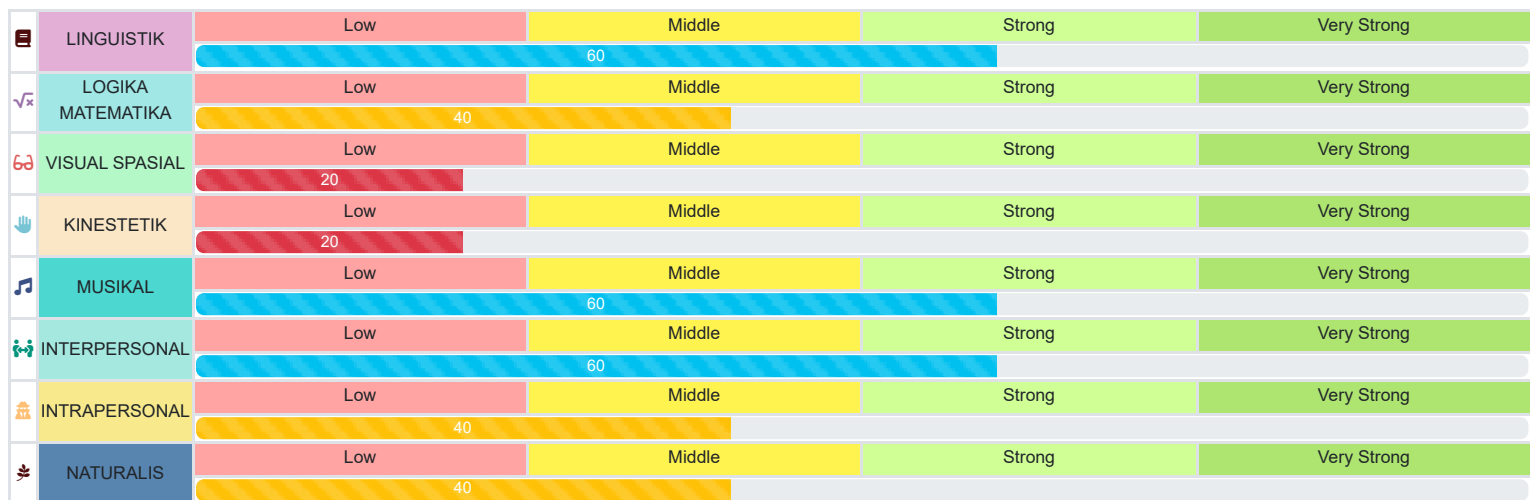 Low Middle Strong Very Strong
LINGUISTIK
60
Low Middle Strong Very Strong
LOGIKA
MATEMATIKA
40
Low Middle Strong Very Strong
VISUAL SPASIAL
20
Low Middle Strong Very Strong
KINESTETIK
20
Low Middle Strong Very Strong
MUSIKAL
60
Low Middle Strong Very Strong
INTERPERSONAL
60
Low Middle Strong Very Strong
INTRAPERSONAL
40
Low Middle Strong Very Strong
NATURALIS
40